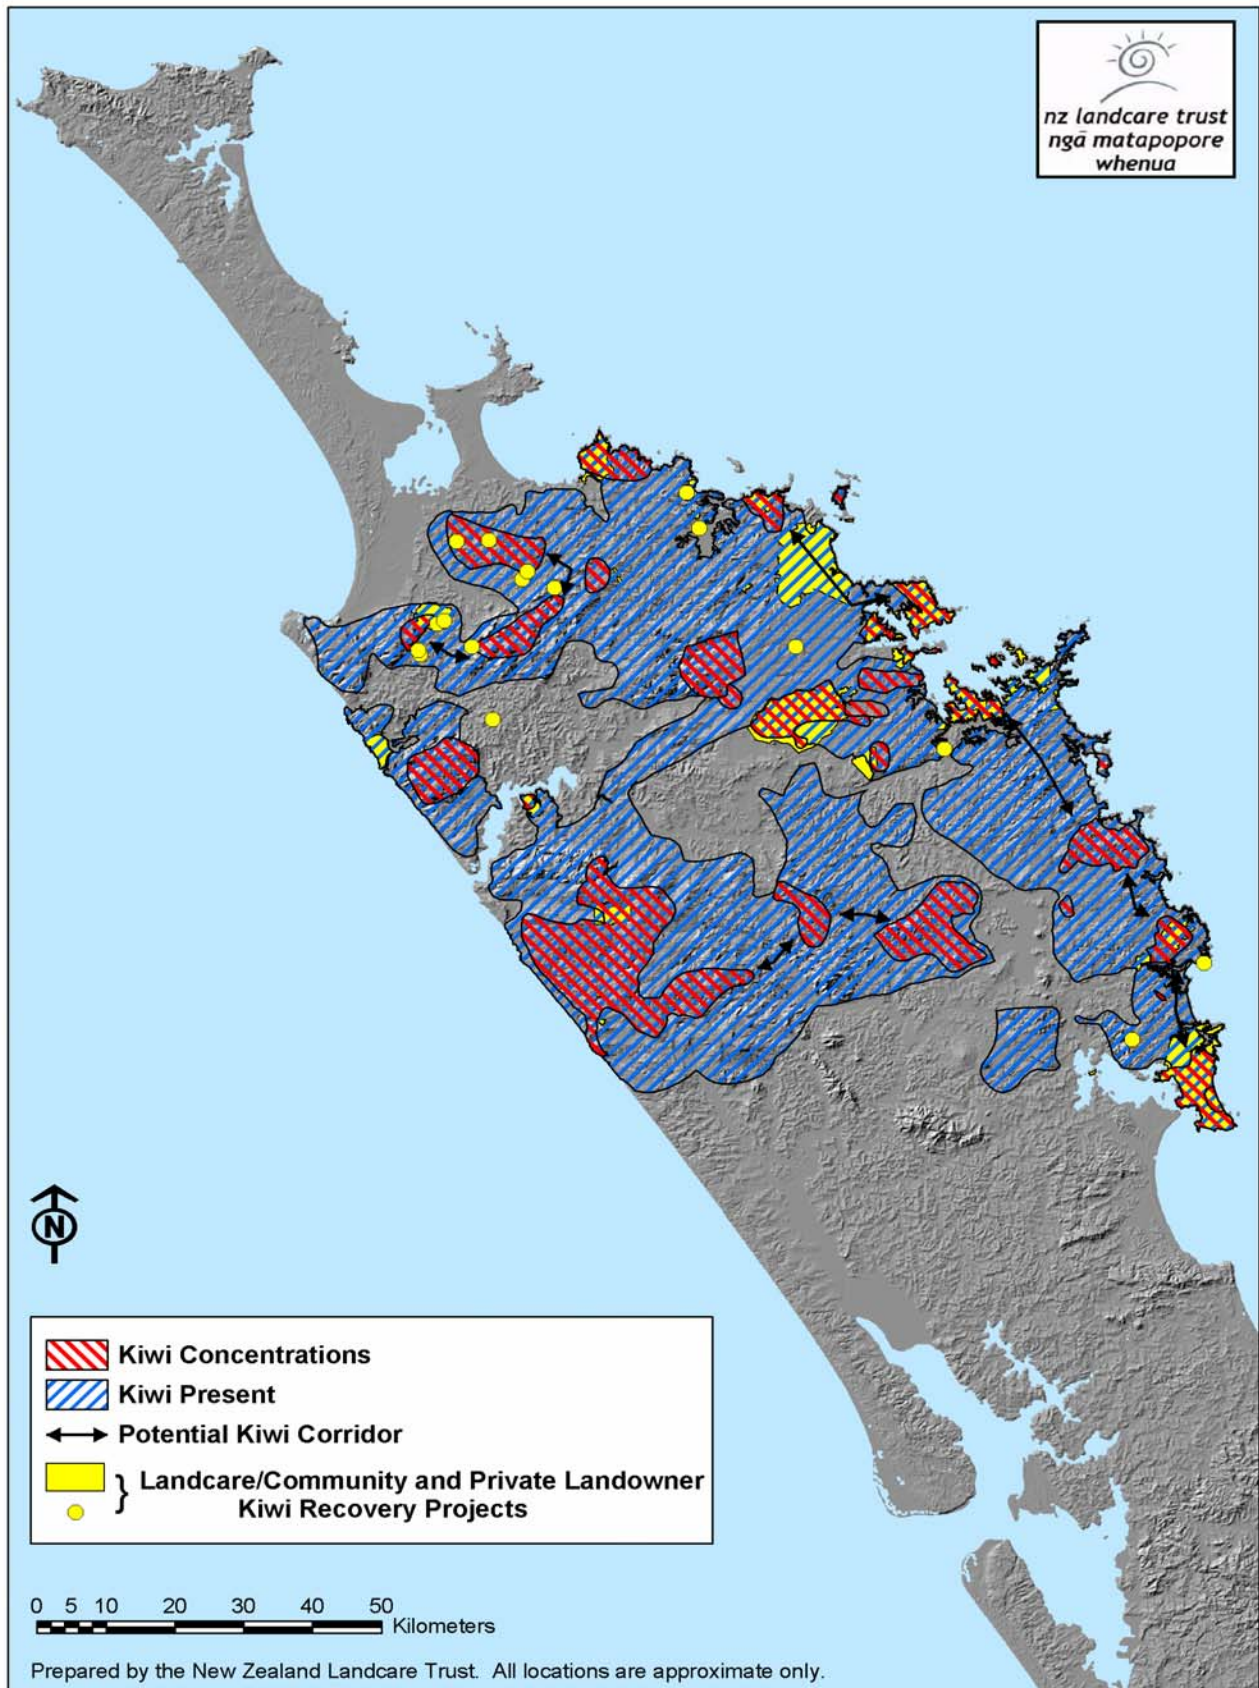 nz landcare trust
ngā matapopore
whenua
N
Kiwi Concentrations
Kiwi Present
Potential Kiwi Corridor
Landcare/Community and Private Landowner
Kiwi Recovery Projects
0 5 10 20 30 40 50
Kilometers
Prepared by the New Zealand Landcare Trust. All locations are approximate only.